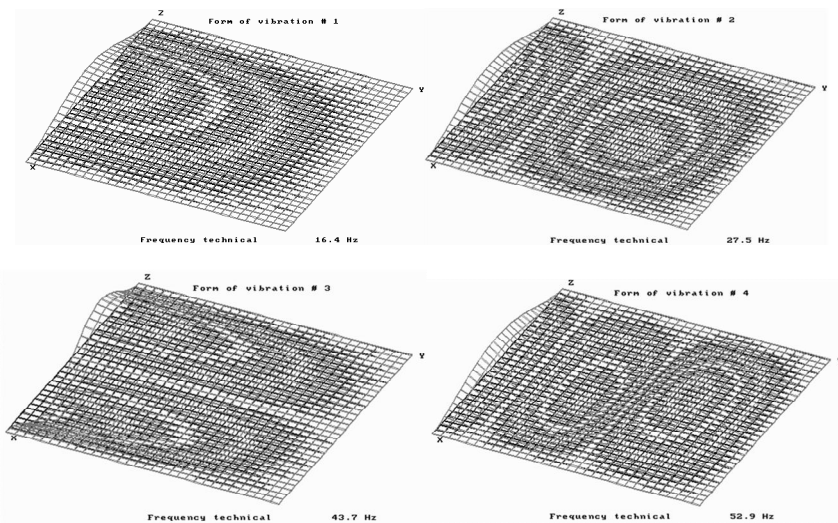 Z
Form of vibration # 1
Y
X
Frequency technical 16.4 Hz
Z
Form of vibration # 2
Y
X
Frequency technical 27.5 Hz
Z
Form of vibration # 3
Y
X
Frequency technical 43.7 Hz
Z
Form of vibration # 4
X
Frequency technical 52.9 Hz